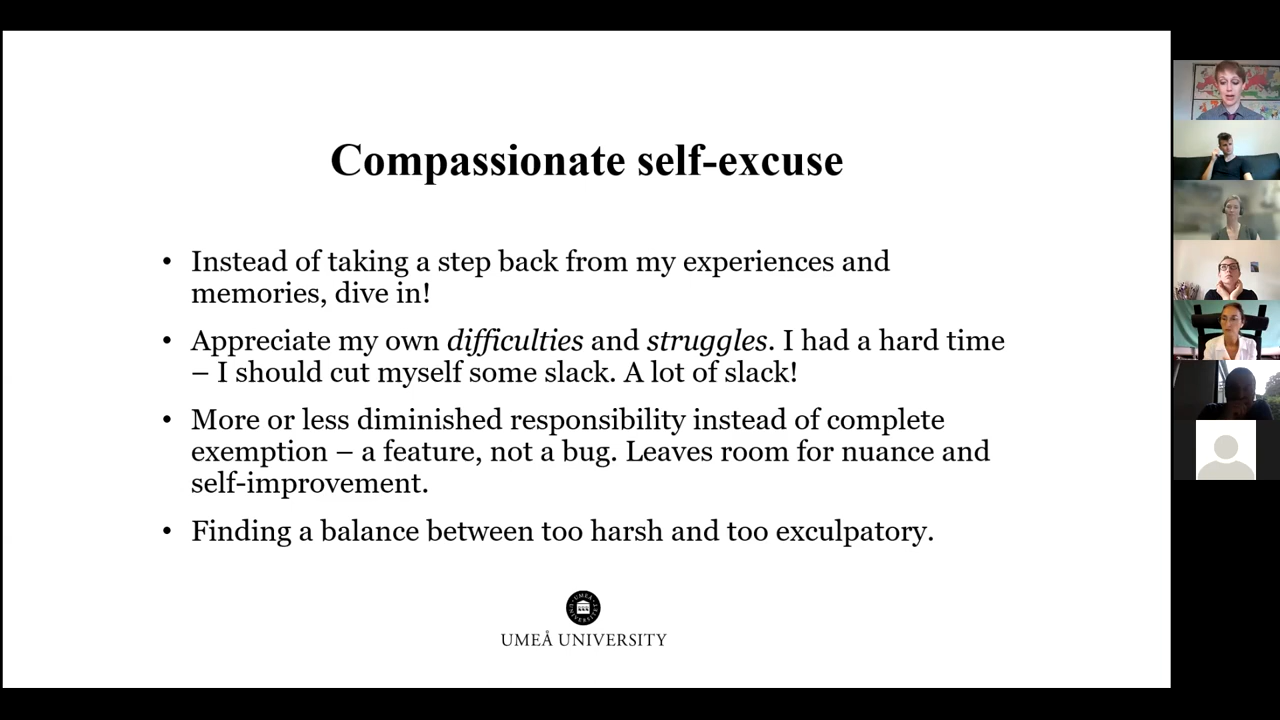 Compassionate self-excuse
• Instead of taking a step back from my experiences and
memories, dive in!
• Appreciate my own difficulties and struggles. I had a hard time
– I should cut myself some slack. A lot of slack!
• More or less diminished responsibility instead of complete
exemption – a feature, not a bug. Leaves room for nuance and
self-improvement.
• Finding a balance between too harsh and too exculpatory.
UMEÅ UNIVERSITY